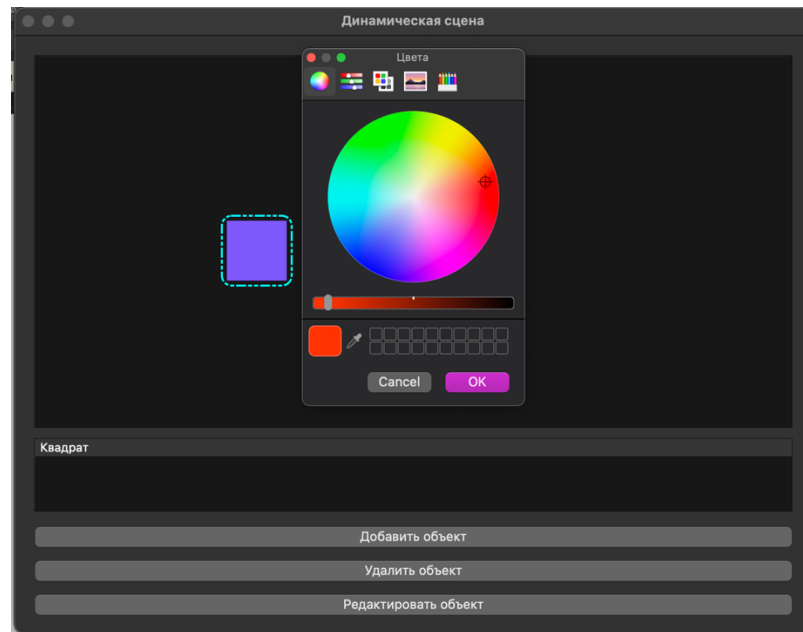 Динамическая сцена
Цвета
Cancel
OK
Квадрат
Добавить объект
Удалить объект
Редактировать объект